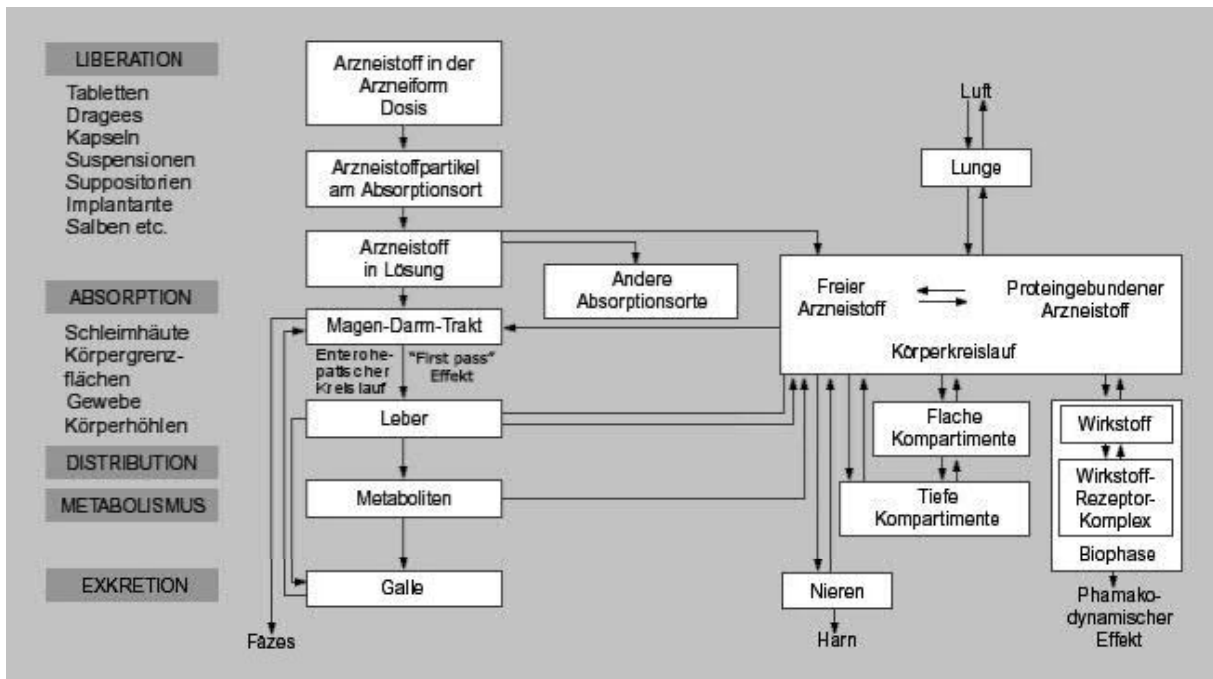 LIBERATION
Tabletten
Dragees
Kapseln
Suspensionen
Suppositorien
Implantante
Salben etc.
ABSORPTION
Schleimhäute
Körpergrenz-
flächen
Gewebe
Körperhöhlen
DISTRIBUTION
METABOLISMUS
EXKRETION
Arzneistoff in der
Arzneiform
Dosis
Arzneistoffpartikel
am Absorptionsort
Arzneistoff
in Lösung
Andere
Absorptionsorte
Magen-Darm-Trakt
Enterohe-
patischer
Kreislauf
"First pass"
Effekt
Leber
Metaboliten
Galle
Fäzes
Luft
Lunge
Freier
Arzneistoff
Proteingebundener
Arzneistoff
Körperkreislauf
Flache
Kompartimente
Tiefe
Kompartimente
Nieren
Harn
Wirkstoff
Wirkstoff-
Rezeptor-
Komplex
Biophase
Phamako-
dynamischer
Effekt